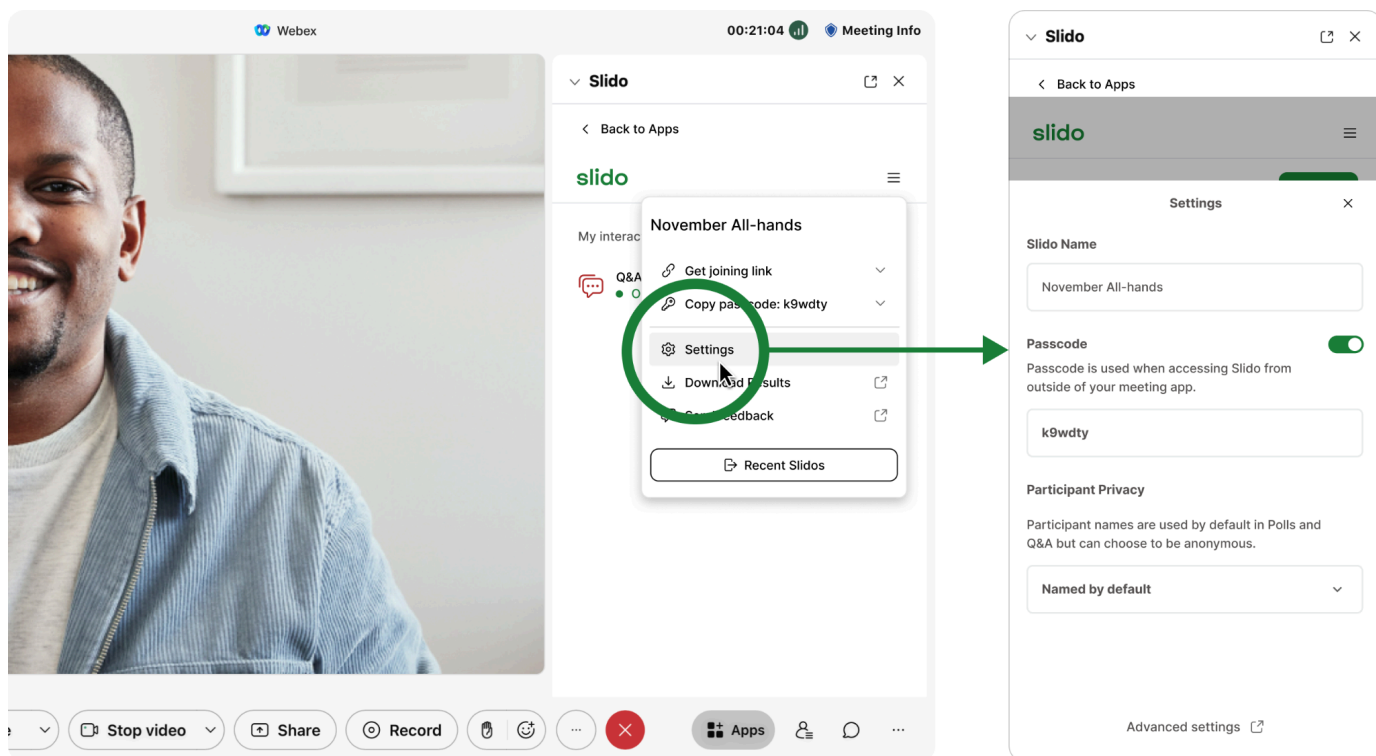 Webex
00:21:04
Meeting Info
Slido
Back to Apps
slido
My interac
Q&A
November All-hands
Get joining link
Copy passcode: k9wdty
Settings
Download Results
Recent Slidos
Stop video
Share
Record
Apps
Slido
Back to Apps
slido
Settings
Slido Name
November All-hands
Passcode
Passcode is used when accessing Slido from
outside of your meeting app.
k9wdty
Participant Privacy
Participant names are used by default in Polls and
Q&A but can choose to be anonymous.
Named by default
Advanced settings